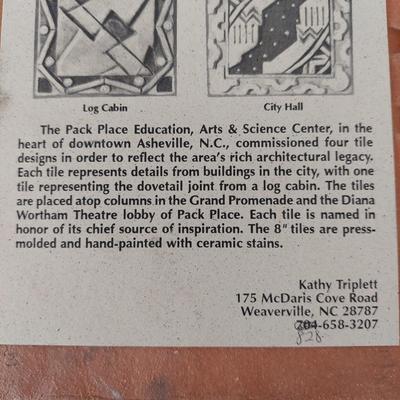 Log Cabin
City Hall
The Pack Place Education, Arts & Science Center, in the
heart of downtown Asheville, N.C., commissioned four tile
designs in order to reflect the area's rich architectural legacy.
Each tile represents details from buildings in the city, with one
tile representing the dovetail joint from a log cabin. The tiles
are placed atop columns in the Grand Promenade and the Diana
Wortham Theatre lobby of Pack Place. Each tile is named in
honor of its chief source of inspiration. The 8" tiles are press-
molded and hand-painted with ceramic stains.
Kathy Triplett
175 McDaris Cove Road
Weaverville, NC 28787
704-658-3207
828